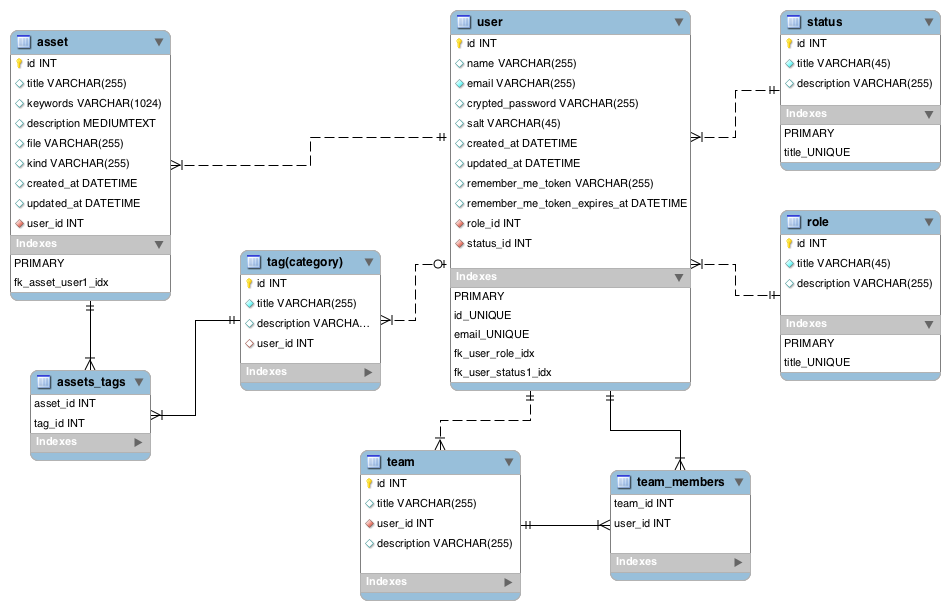 asset
id INT
title VARCHAR(255)
keywords VARCHAR(1024)
description MEDIUMTEXT
file VARCHAR(255)
kind VARCHAR(255)
created_at DATETIME
updated_at DATETIME
user_id INT
Indexes
PRIMARY
fk_asset_user1_idx
user
id INT
name VARCHAR(255)
email VARCHAR(255)
crypted_password VARCHAR(255)
salt VARCHAR(45)
created_at DATETIME
updated_at DATETIME
remember_me_token VARCHAR(255)
remember_me_token_expires_at DATETIME
role_id INT
status_id INT
Indexes
PRIMARY
id_UNIQUE
email_UNIQUE
fk_user_role_idx
fk_user_status1_idx
status
id INT
title VARCHAR(45)
description VARCHAR(255)
Indexes
PRIMARY
title_UNIQUE
role
id INT
title VARCHAR(45)
description VARCHAR(255)
Indexes
PRIMARY
title_UNIQUE
tag(category)
id INT
title VARCHAR(255)
description VARCHA...
user_id INT
Indexes
assets_tags
asset_id INT
tag_id INT
Indexes
team
id INT
title VARCHAR(255)
user_id INT
description VARCHAR(255)
Indexes
team_members
team_id INT
user_id INT
Indexes